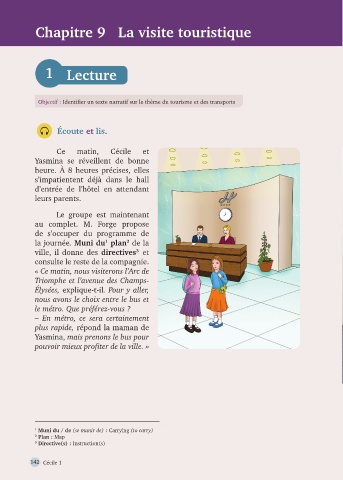 Chapitre 9 La visite touristique
1 Lecture
Objectif : Identifier un texte narratif sur le thème du tourisme et des transports
Écoute et lis.
Ce matin, Cécile et
Yasmina se réveillent de bonne
heure. À 8 heures précises, elles
s'impatientent déjà dans le hall
d'entrée de l'hôtel en attendant
leurs parents.
Le groupe est maintenant
au complet. M. Forge propose
de s'occuper du programme de
la journée. Muni du¹ plan² de la
ville, il donne des directives³ et
consulte le reste de la compagnie.
« Ce matin, nous visiterons l'Arc de
Triomphe et l'avenue des Champs-
Élysées, explique-t-il. Pour y aller,
nous avons le choix entre le bus et
le métro. Que préférez-vous ?
– En métro, ce sera certainement
plus rapide, répond la maman de
Yasmina, mais prenons le bus pour
pouvoir mieux profiter de la ville. »
¹ Muni du / de (se munir de) : Carrying (to carry)
² Plan : Map
³ Directive(s) : Instruction(s)
142 Cécile 1